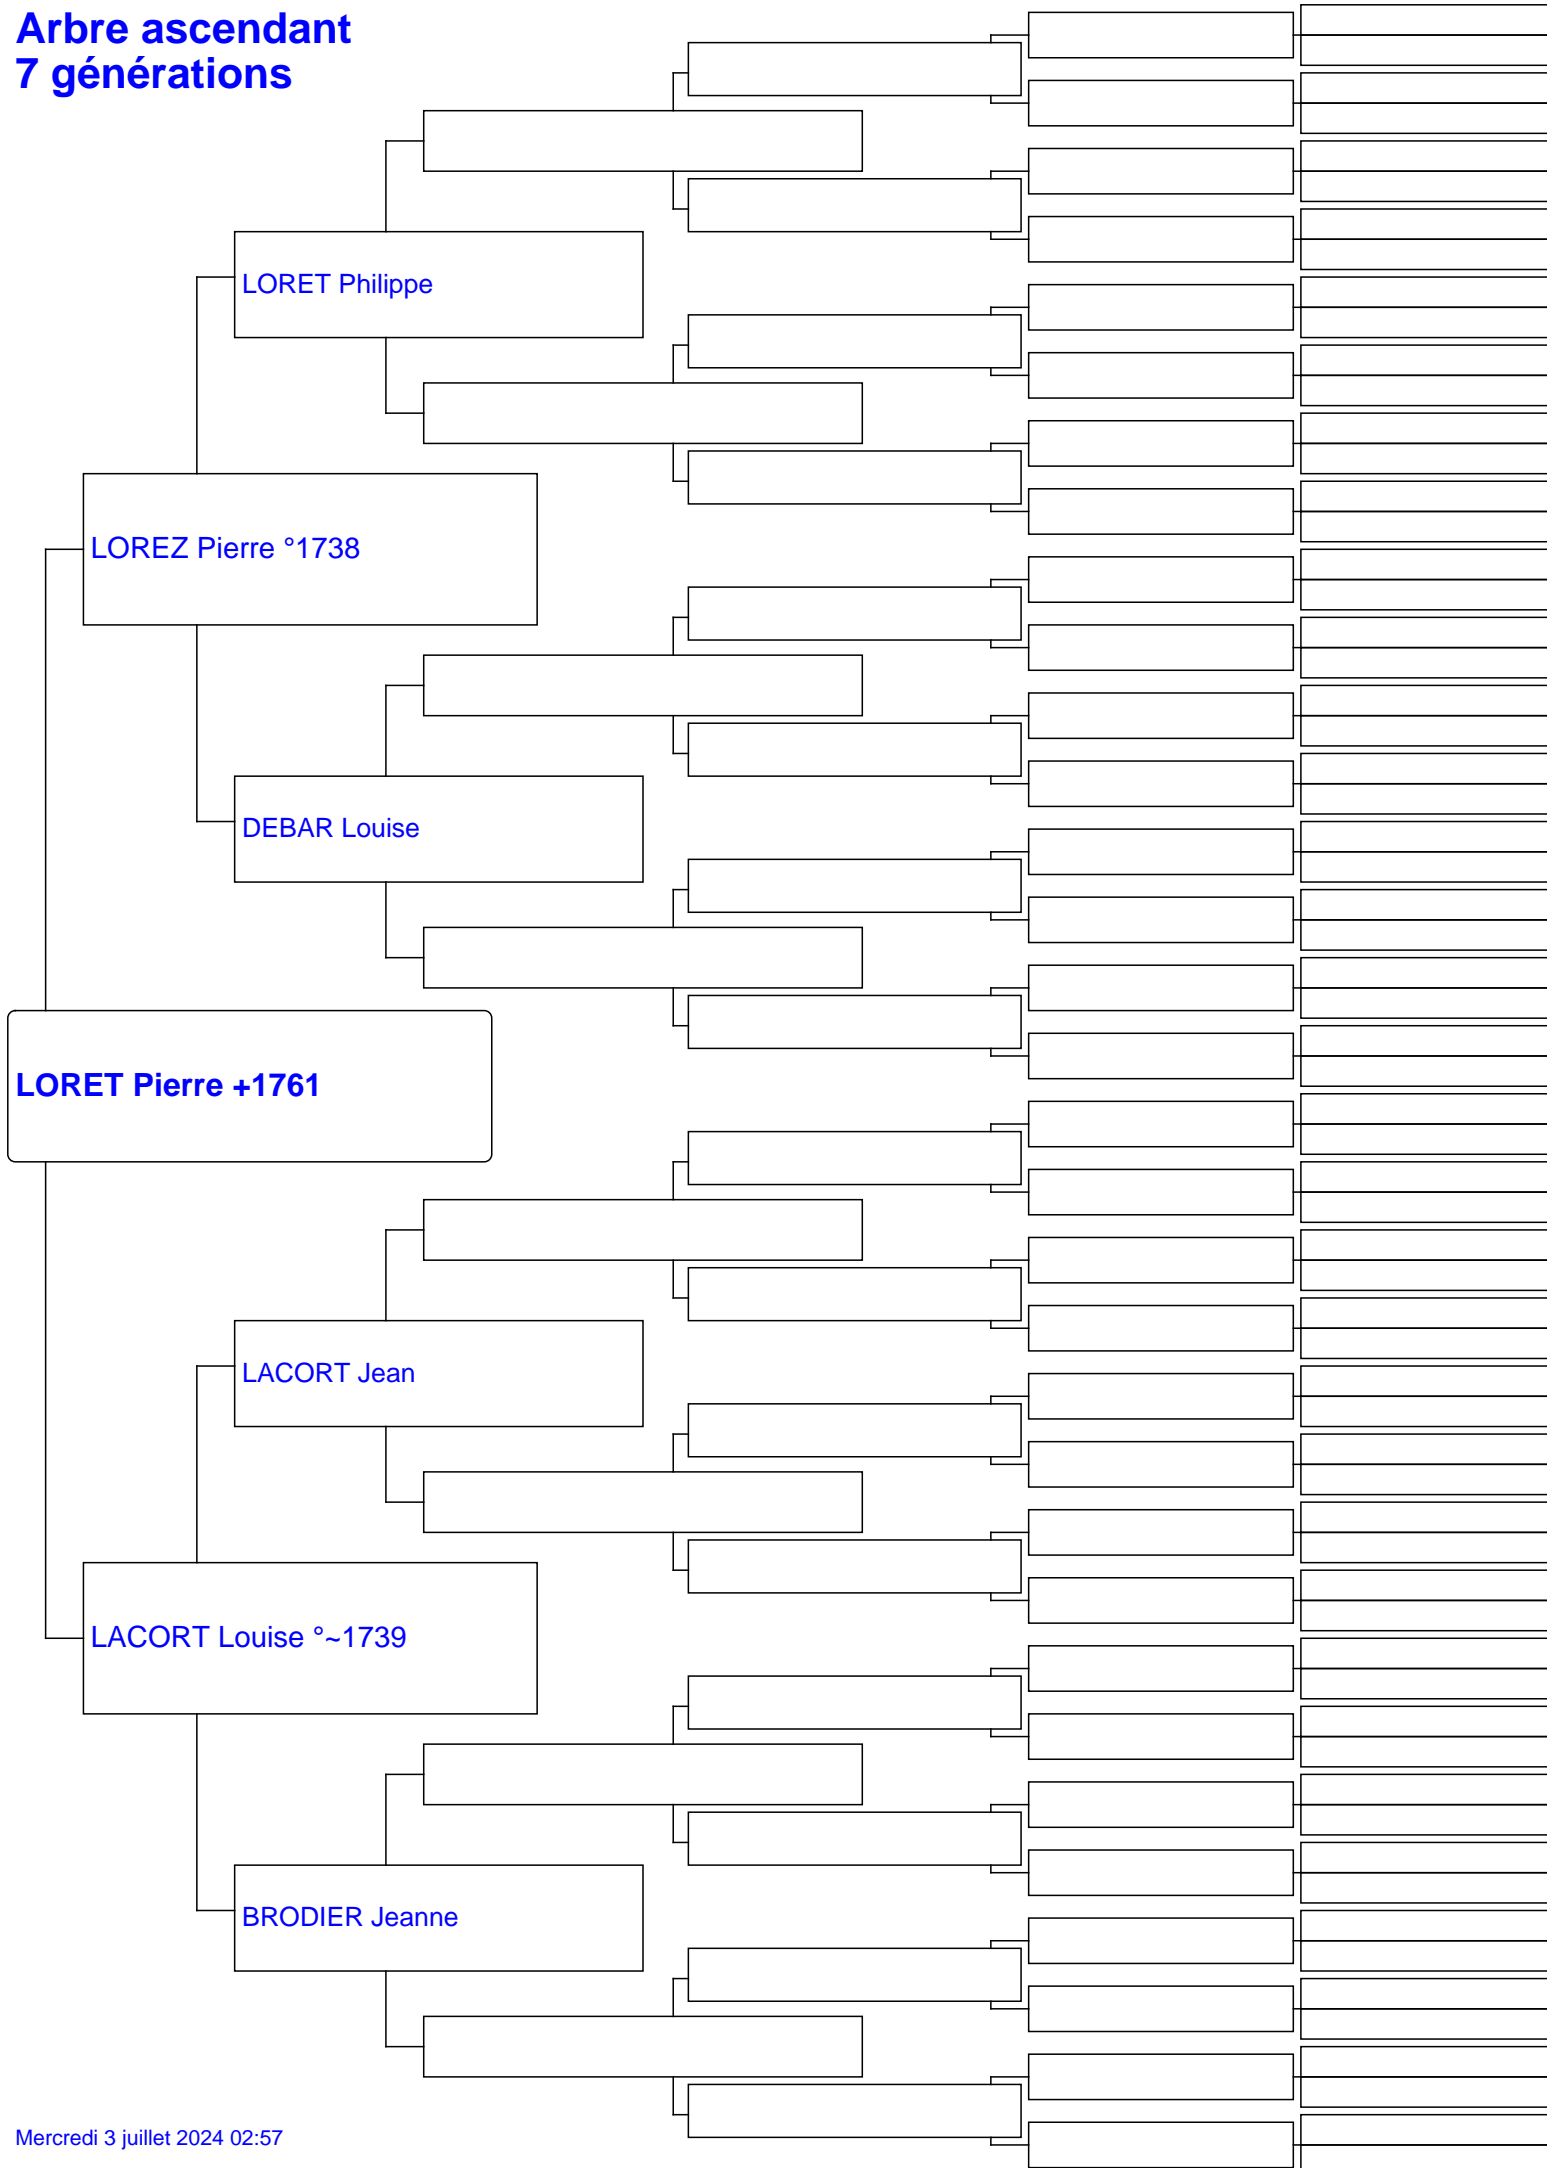 Arbre ascendant
7 générations
LORET Philippe
LOREZ Pierre °1738
DEBAR Louise
LORET Pierre +1761
LACORT Jean
LACORT Louise °~1739
BRODIER Jeanne
Mercredi 3 juillet 2024 02:57